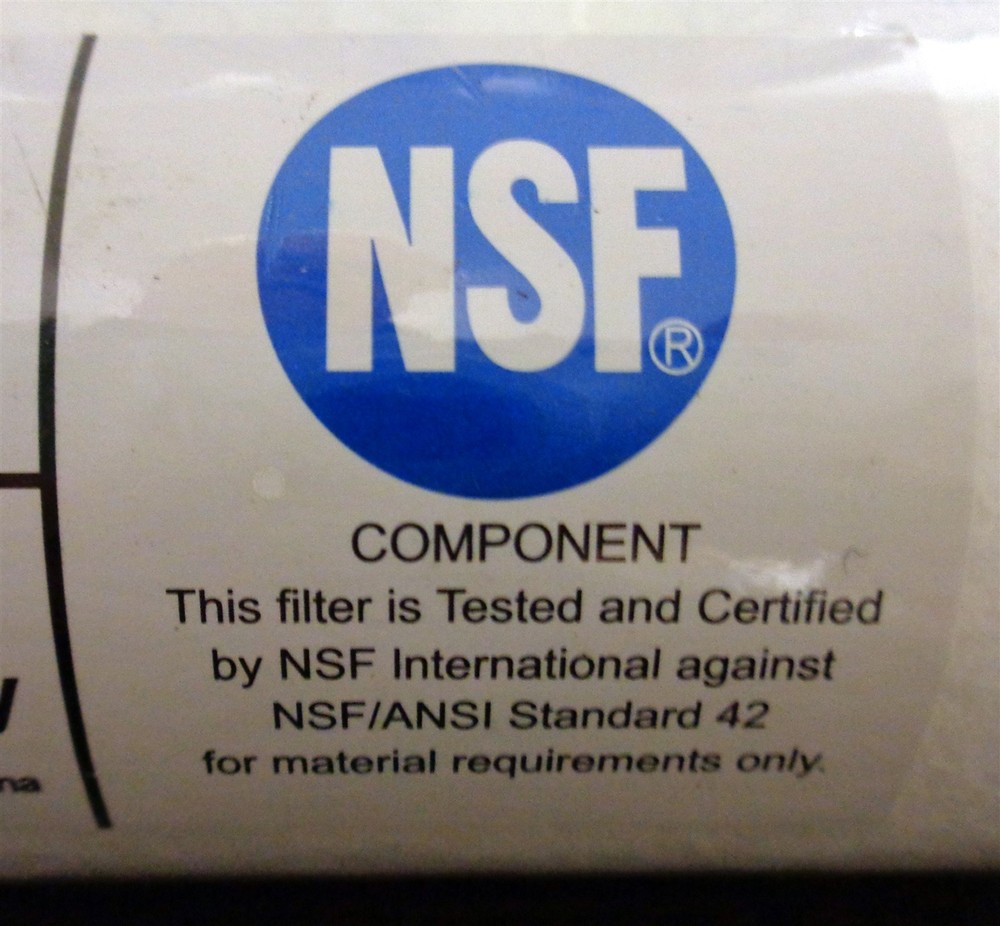 NSF®
COMPONENT
This filter is Tested and Certified
by NSF International against
NSF/ANSI Standard 42
for material requirements only.